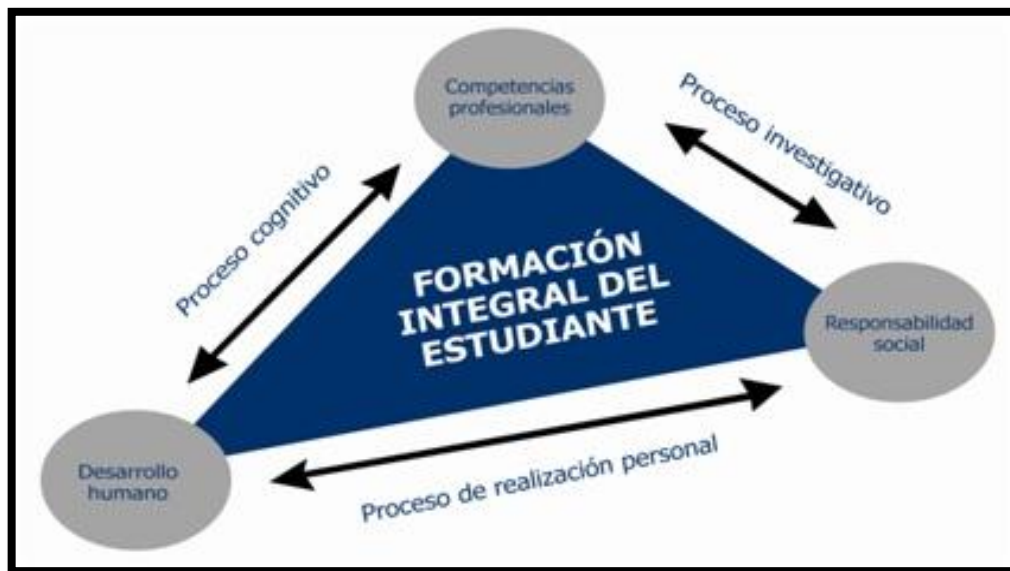 Competencias
profesionales
Proceso investigativo
Proceso cognitivo
FORMACIÓN
INTEGRAL DEL
ESTUDIANTE
Responsabilidad
social
Desarrollo
humano
Proceso de realización personal